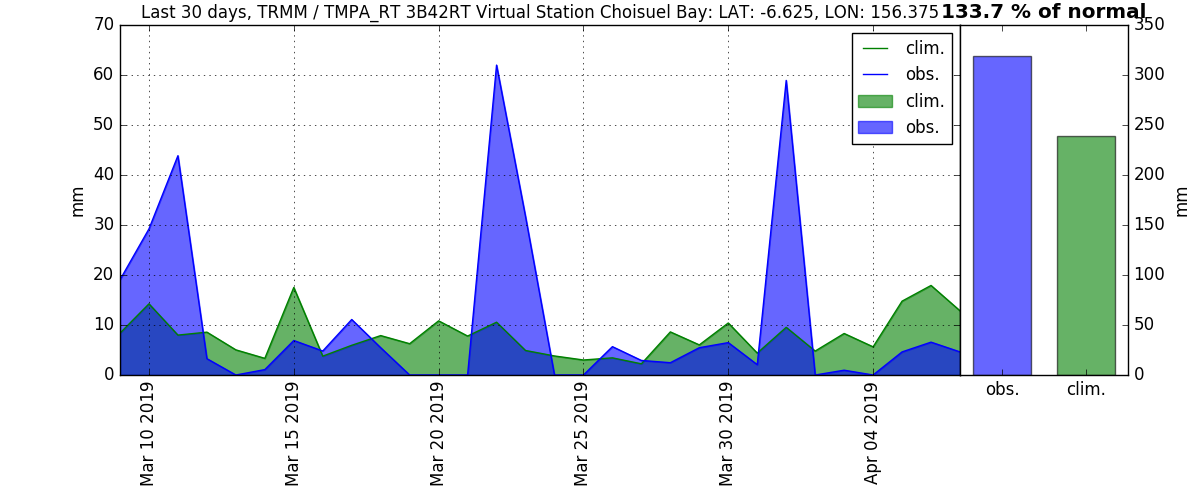 Last 30 days, TRMM / TMPA_RT 3B42RT Virtual Station Choisuel Bay: LAT: -6.625, LON: 156.375
133.7 % of normal
70
60
50
40
30
20
10
0
mm
clim.
obs.
clim.
obs.
Mar 10 2019
Mar 15 2019
Mar 20 2019
Mar 25 2019
Mar 30 2019
Apr 04 2019
350
300
250
200
150
100
50
0
mm
obs.
clim.